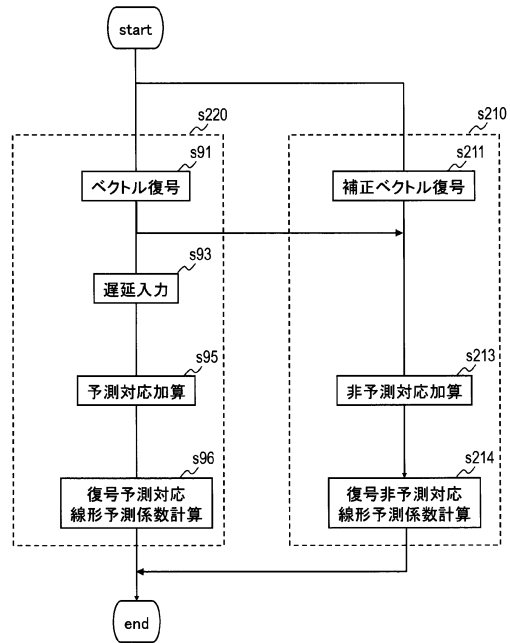 start
s220
s210
s91
s211
ベクトル復号
補正ベクトル復号
s93
遅延入力
s95
s213
予測対応加算
非予測対応加算
s96
s214
復号予測対応
線形予測係数計算
復号非予測対応
線形予測係数計算
end